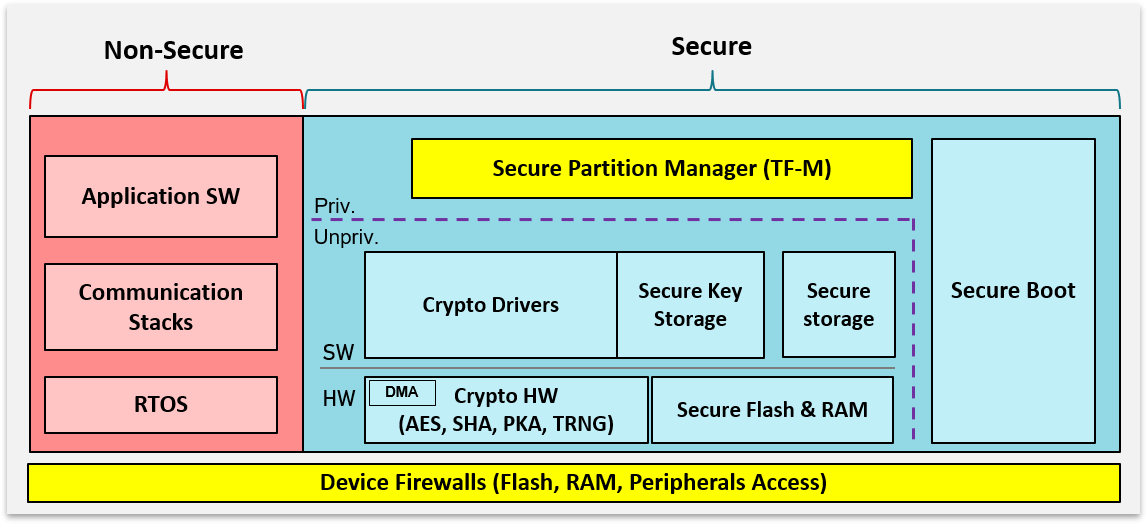 Non-Secure
Secure
Application SW
Communication
Stacks
RTOS
Secure Partition Manager (TF-M)
Priv.
Unpriv.
Crypto Drivers
Secure Key
Storage
Secure
storage
SW
HW
DMA
Crypto HW
(AES, SHA, PKA, TRNG)
Secure Flash & RAM
Secure Boot
Device Firewalls (Flash, RAM, Peripherals Access)